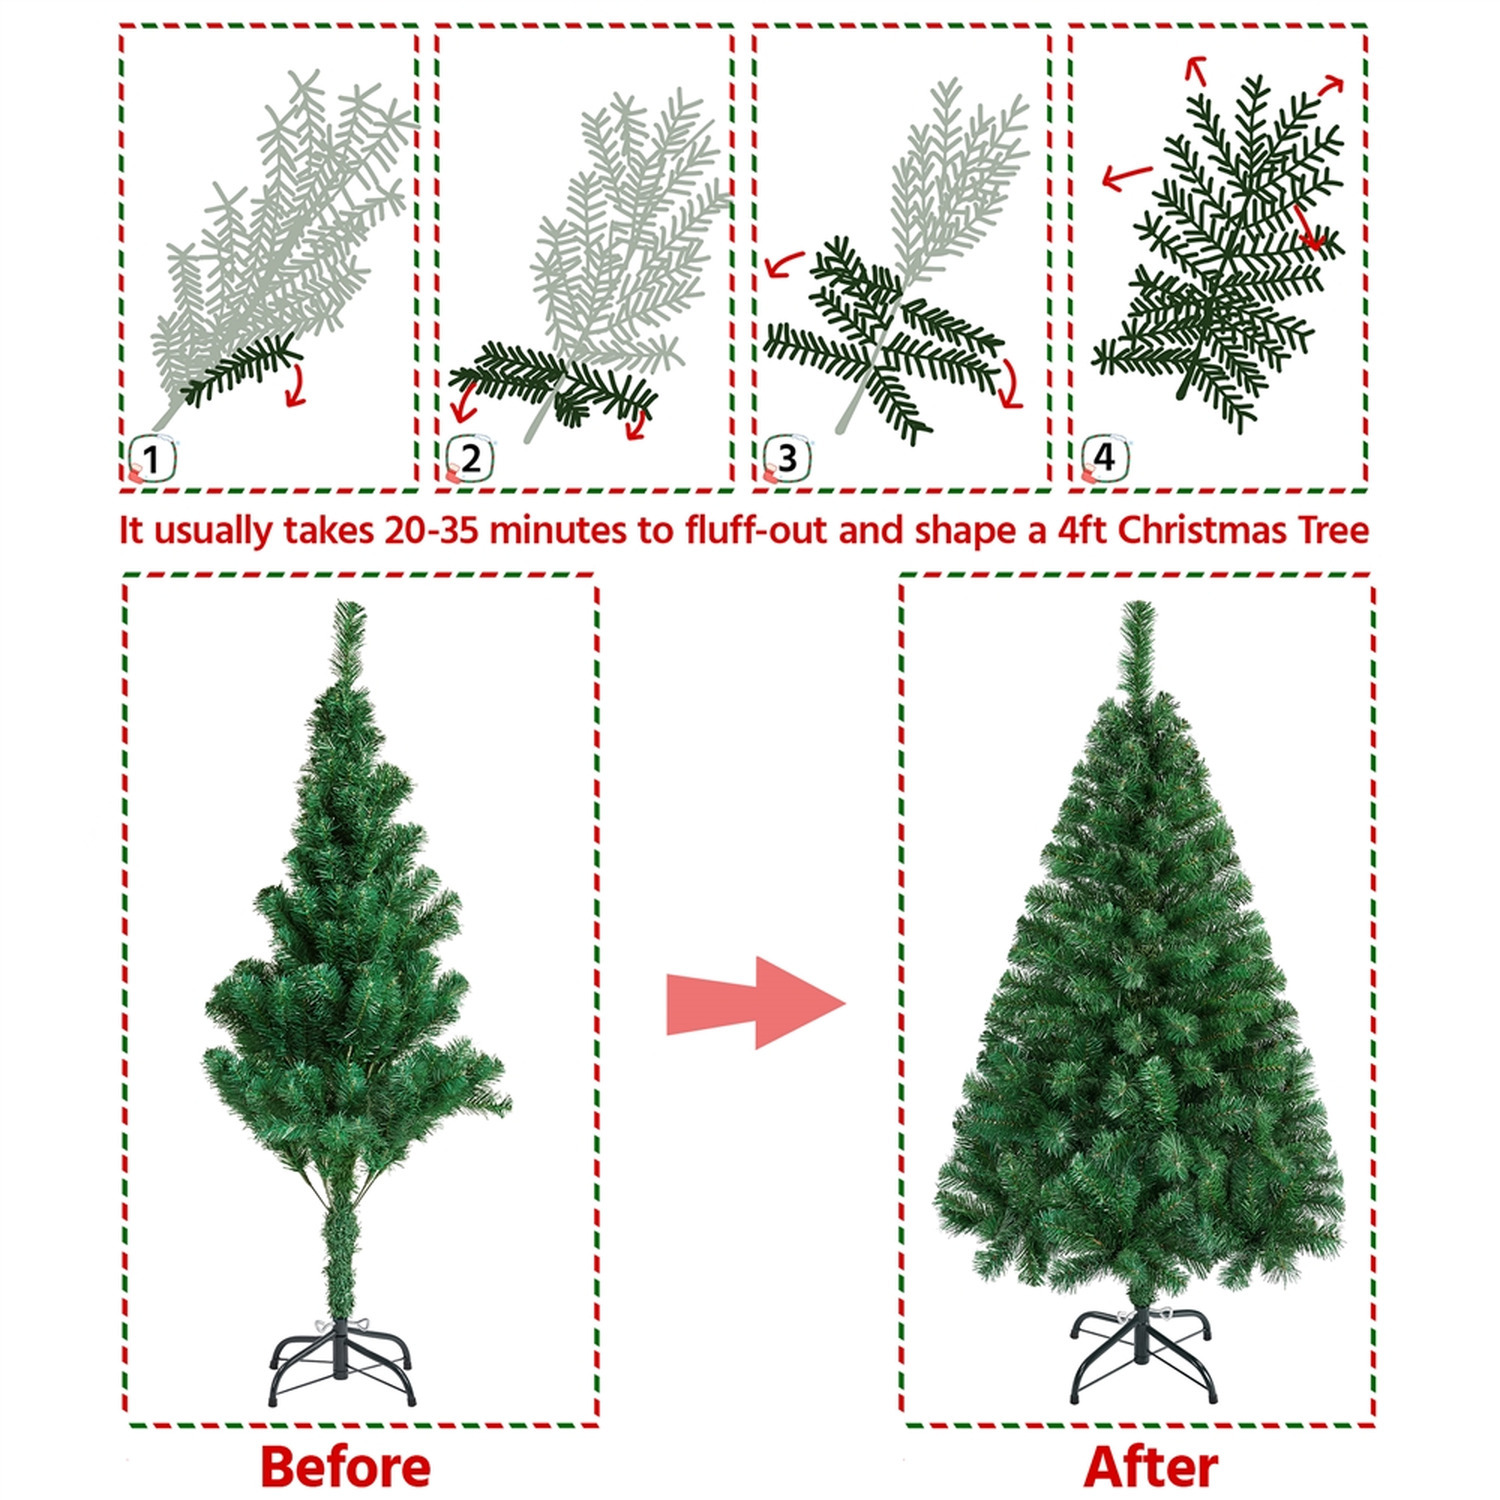 1
2
3
4
It usually takes 20-35 minutes to fluff-out and shape a 4ft Christmas Tree
Before
After